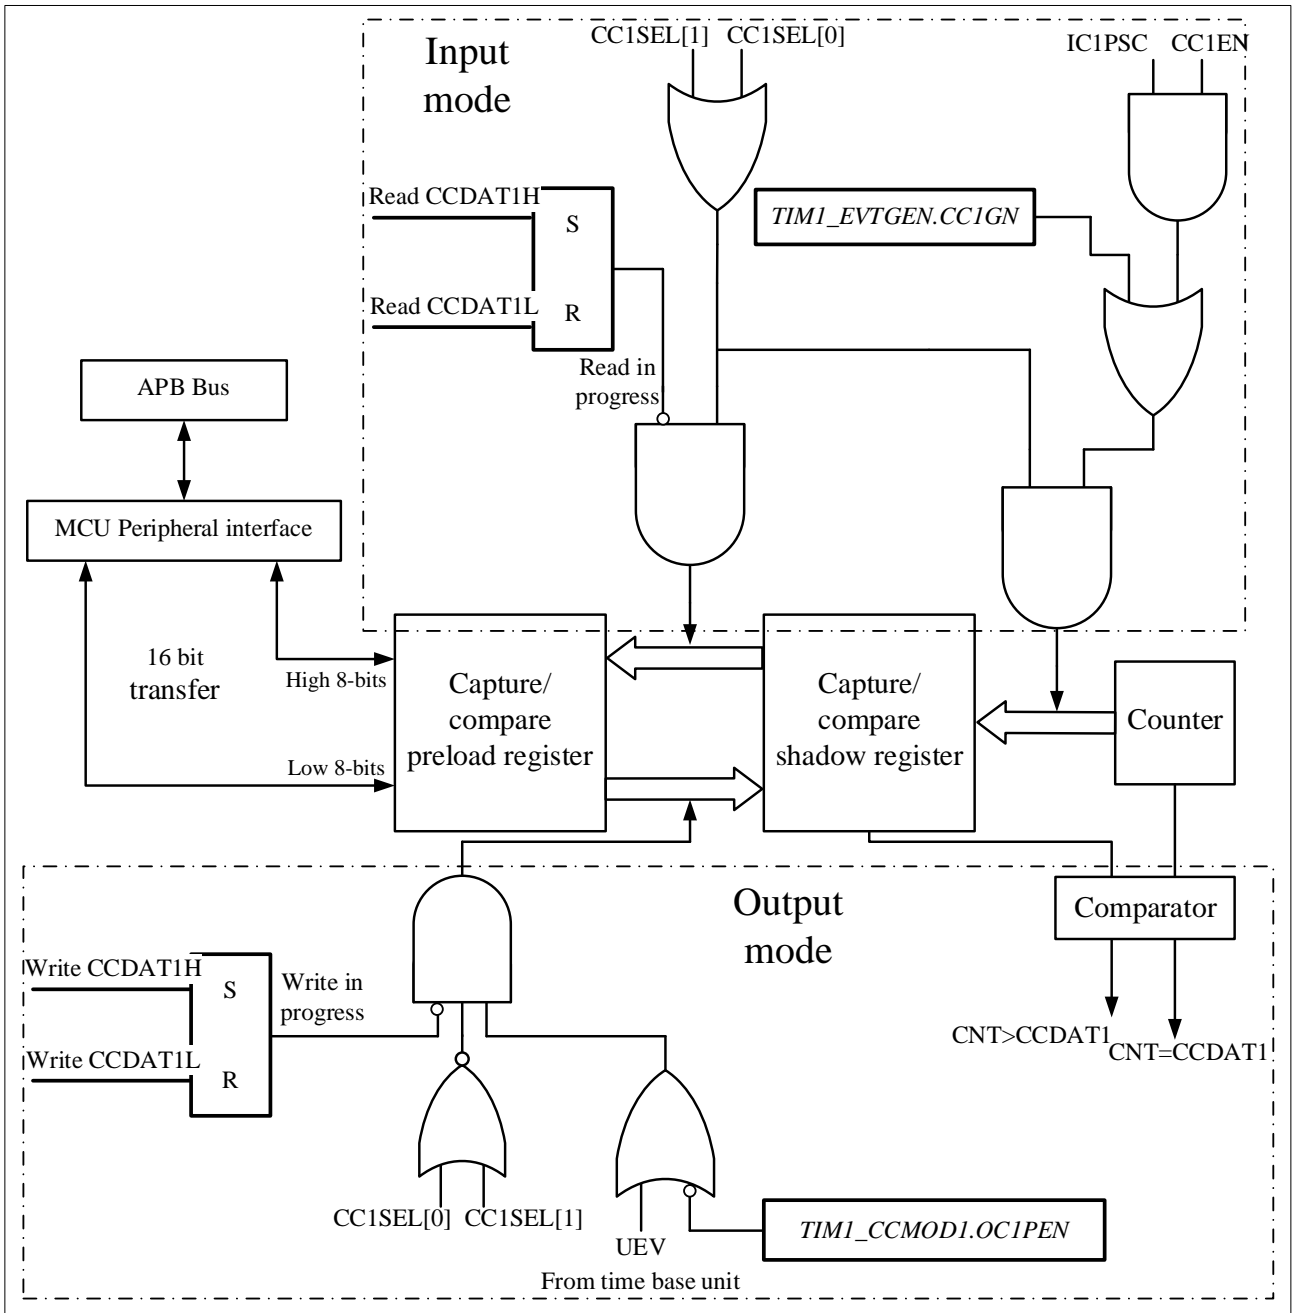 Input
mode
CC1SEL[1]
CC1SEL[0]
IC1PSC
CC1EN
Read CCDAT1H
S
TIM1_EVTGEN.CC1GN
Read CCDAT1L
R
Read in
progress
APB Bus
MCU Peripheral interface
16 bit
transfer
High 8-bits
Low 8-bits
Capture/
compare
preload register
Capture/
compare
shadow register
Counter
Output
mode
Comparator
Write CCDAT1H
S
Write in
progress
Write CCDAT1L
R
CNT>CCDAT1
CNT=CCDAT1
CC1SEL[0]
CC1SEL[1]
UEV
TIM1_CCMOD1.OC1PEN
From time base unit